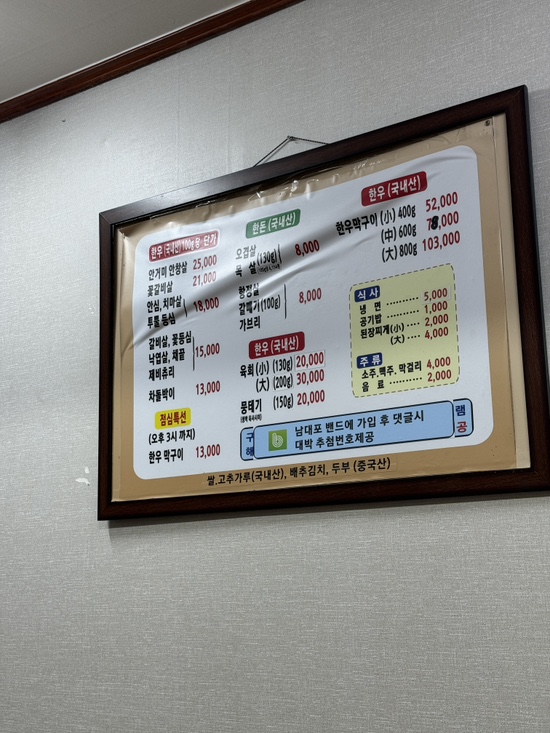 한우(국내산)100g당·단가
안거미 안창살 25,000
꽃갈비살 21,000
안심, 치마살
투뿔 등심 18,000
갈비살, 꽃등심
낙엽살, 채끝 15,000
제비추리
차돌박이 13,000
점심특선
(오후 3시 까지)
한우 막구이 13,000
한돈 (국내산)
오겹살
목 살 (130g) 8,000
항정살
갈매기(100g) 8,000
가브리
한우 (국내산)
육회 (小) (130g) 20,000
(大) (200g) 30,000
뭉태기 (150g) 20,000
한우 (국내산)
한우막구이 (小) 400g 52,000
(中) 600g 78,000
(大) 800g 103,000
식 사
냉 면 ·········· 5,000
공기밥 ·········· 1,000
된장찌개(小) ···· 2,000
(大) ···· 4,000
주 류
소주.맥주. 막걸리 4,000
음 료 ·········· 2,000
구
해
남대포 밴드에 가입 후 댓글시
대박 추첨번호제공
램
공
쌀,고추가루(국내산), 배추김치, 두부 (중국산)